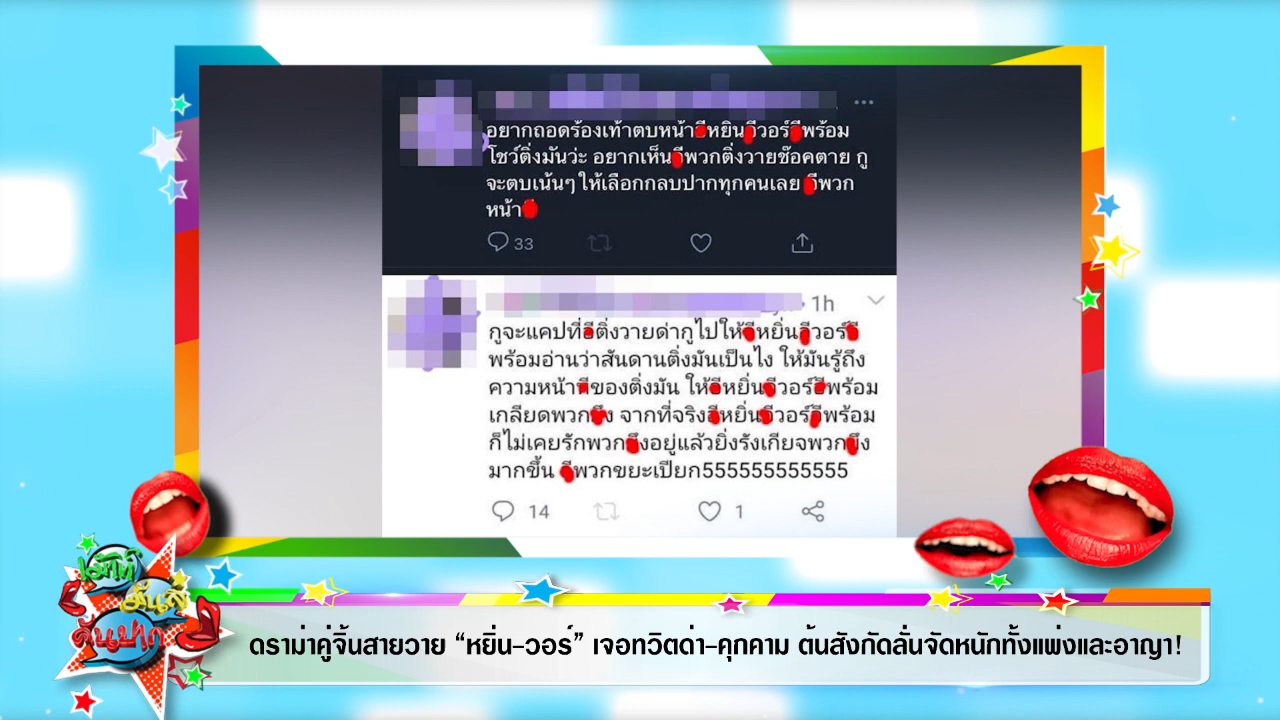 อยากถอดร้องเท้าตบหน้าอีหยิ่นอีวอร์อีพร้อม
โชว์ติ่งมันว่ะ อยากเห็นอีพวกติ่งวายช๊อคตาย กู
จะตบเน้นๆ ให้เลือกกลบปากทุกคนเลย อีพวก
หน้า
33
1h
กูจะแคปที่อีติ่งวายด่ากูไปให้อีหยิ่นอีวอร์อี
พร้อมอ่านว่าสันดานติ่งมันเป็นไง ให้มันรู้ถึง
ความหน้าหีของติ่งมัน ให้อีหยิ่นอีวอร์อีพร้อม
เกลียดพวกมึง จากที่จริงอีหยิ่นอีวอร์อีพร้อม
ก็ไม่เคยรักพวกมึงอยู่แล้วยิ่งรังเกียจพวกมึง
มากขึ้น อีพวกขยะเปียก5555555555555
14
1
เม้าท์
มันส์
ดราม่าคู่จิ้นสายวาย “หยิ่น-วอร์” เจอทวิตด่า-คุกคาม ต้นสังกัดลั่นจัดหนักทั้งแพ่งและอาญา!